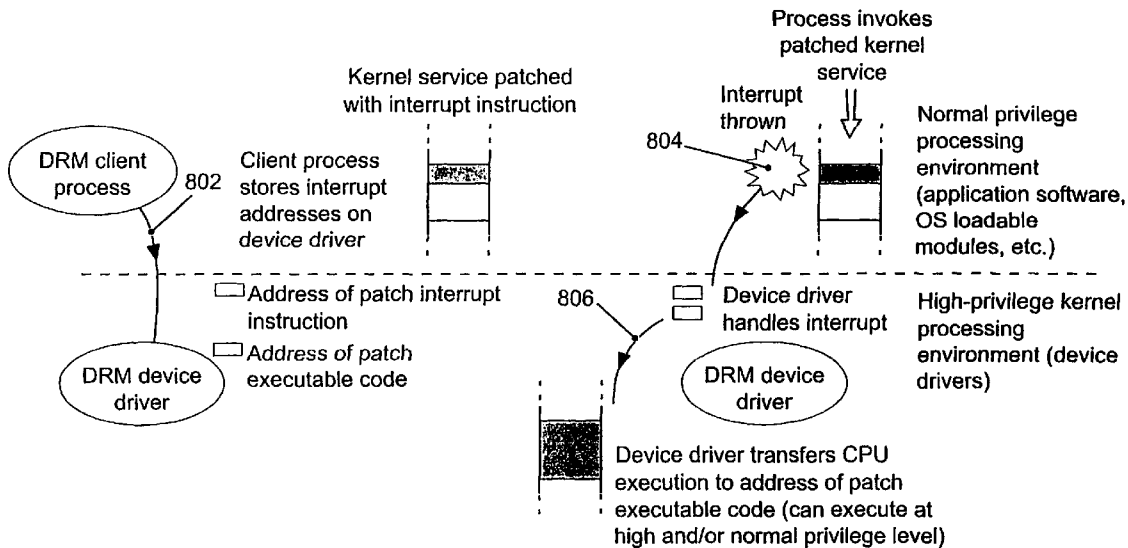 Process invokes
patched kernel
service
Kernel service patched
with interrupt instruction
Interrupt
thrown
804
Normal privilege
processing
environment
(application software,
OS loadable
modules, etc.)
DRM client
process
802
Client process
stores interrupt
addresses on
device driver
Address of patch interrupt
instruction
Address of patch
executable code
DRM device
driver
806
Device driver
handles interrupt
DRM device
driver
High-privilege kernel
processing
environment (device
drivers)
Device driver transfers CPU
execution to address of patch
executable code (can execute at
high and/or normal privilege level)